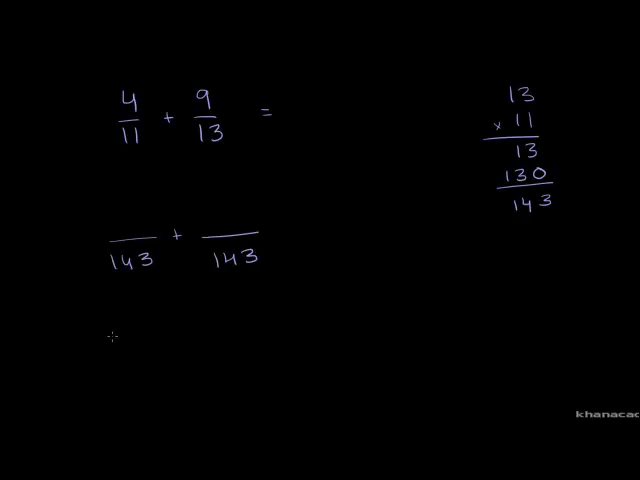 4/11 + 9/13 =
13
x 11
13
130
143
/143 + /143
khanacad